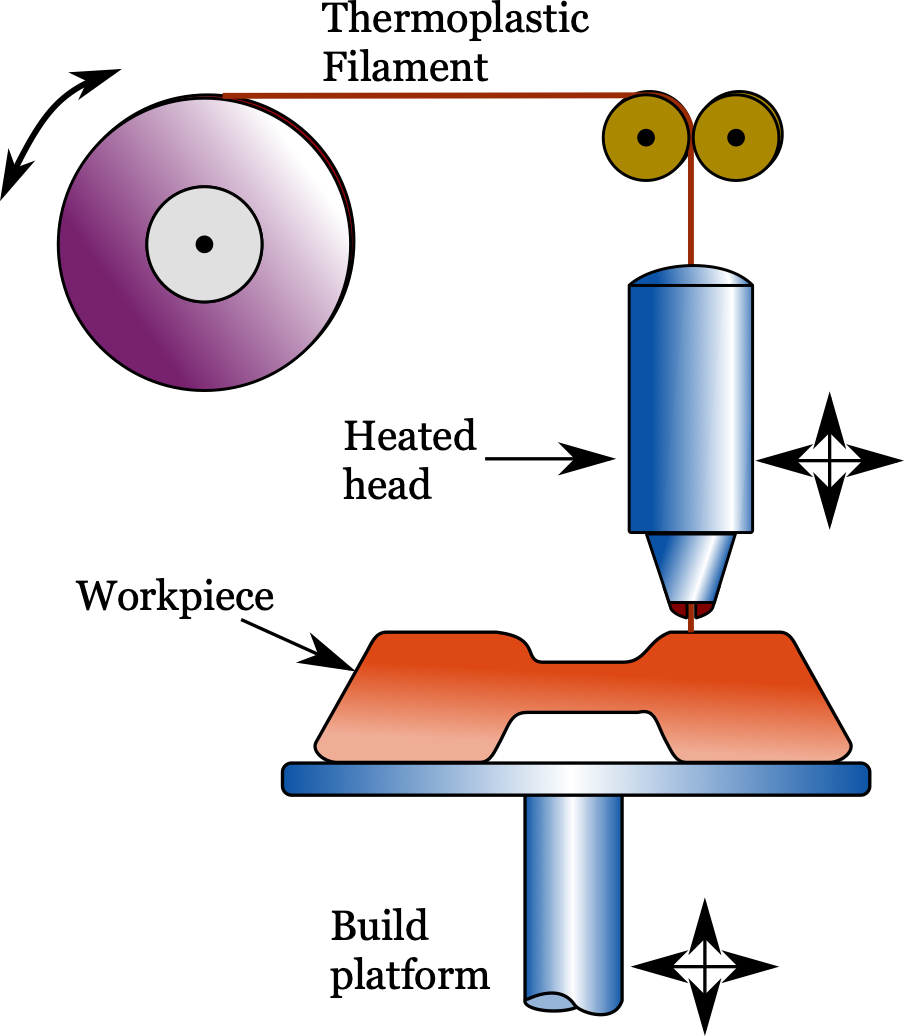 Thermoplastic
Filament
Heated
head
Workpiece
Build
platform